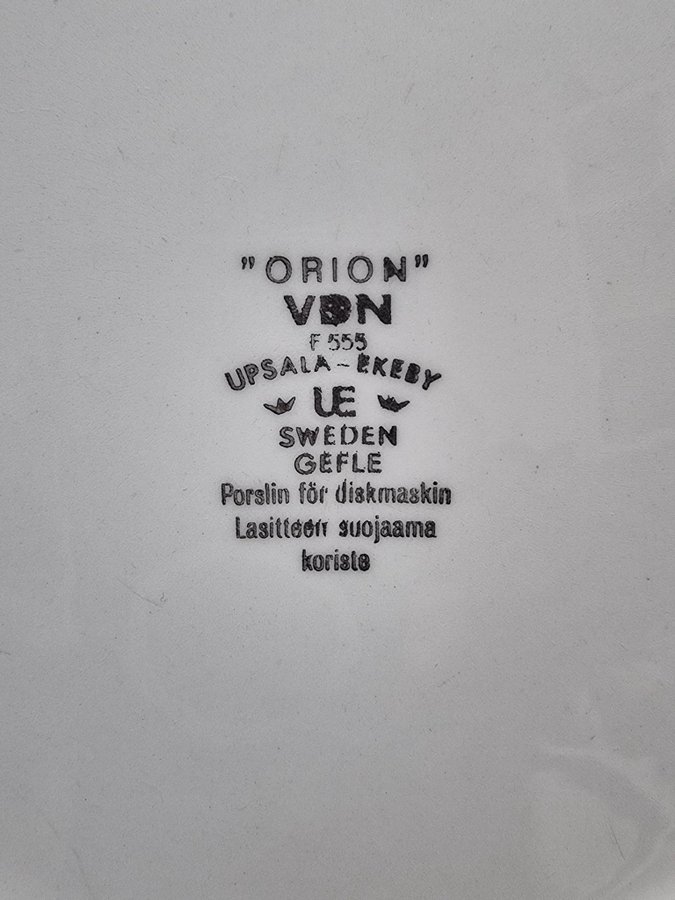 "ORION"
VDN
F 555
UPSALA-EKEBY
UE
SWEDEN
GEFLE
Porslin för diskmaskin
Lasitteen suojaama
koriste